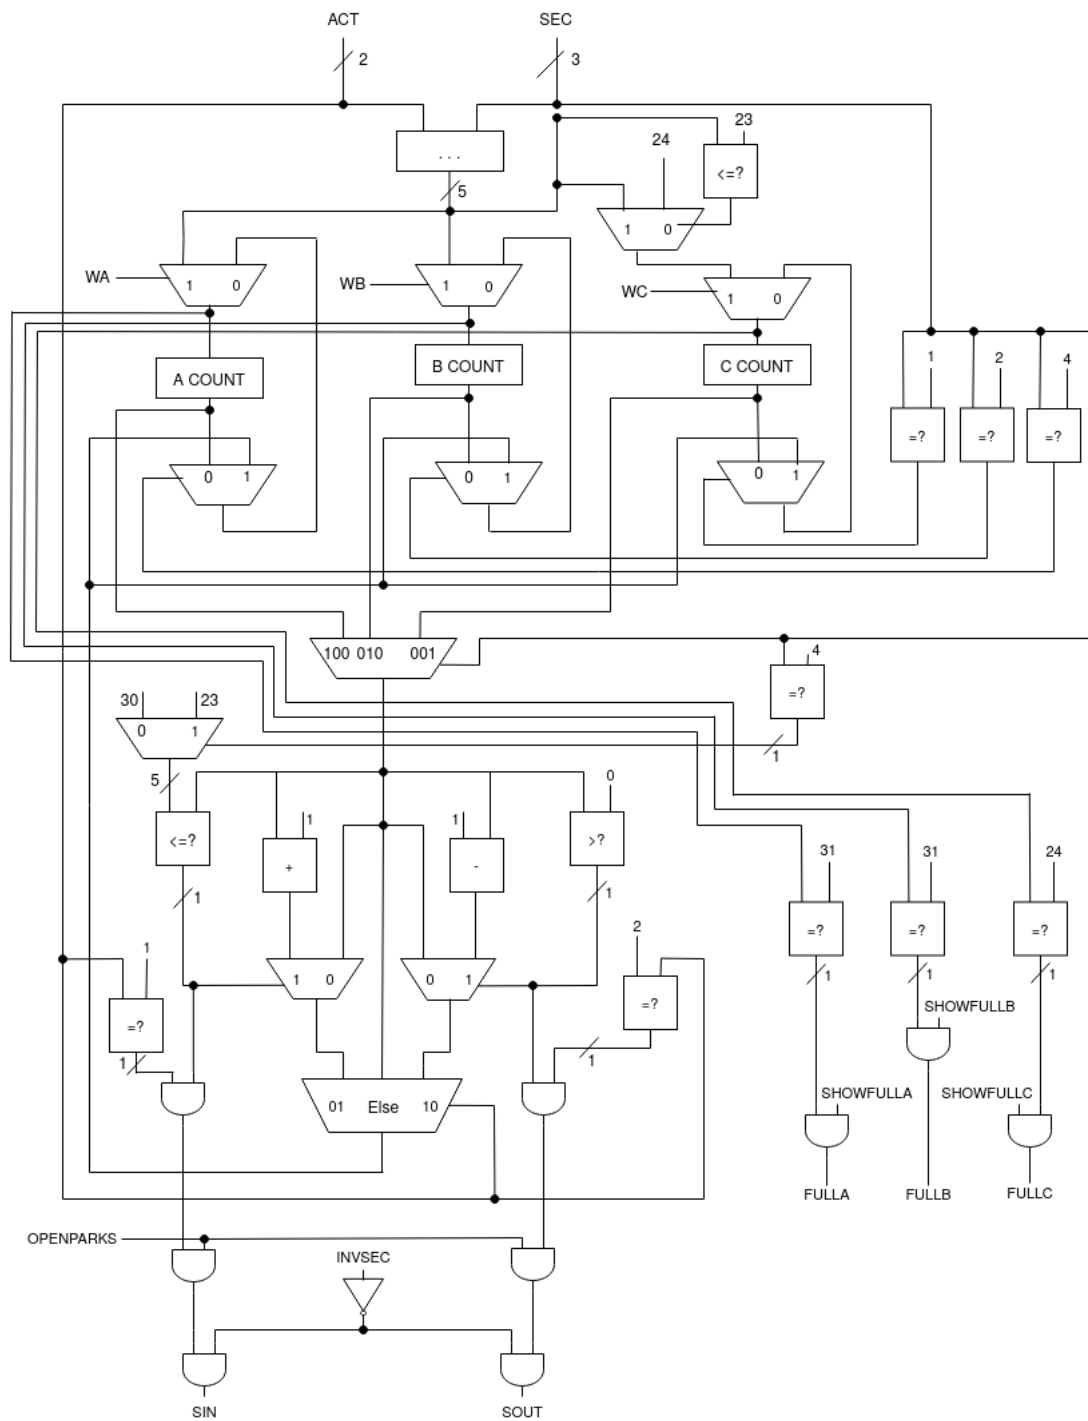 ACT SEC
2 3
23
24
. . .
<=?
5
1 0
WA 1 0 WB 1 0 WC 1 0
A COUNT B COUNT C COUNT
1 2 4
=? =? =?
0 1 0 1 0 1
100 010 001
4
=?
30 23
0 1
1
5
0
1 1
<=? + - >?
1 1
31 31 24
=? =? =?
1 1 1
2
1
1 0 0 1
=?
=?
1
1
SHOWFULLB
01 Else 10
SHOWFULLA SHOWFULLC
FULLA FULLB FULLC
OPENPARKS
INVSEC
SIN SOUT